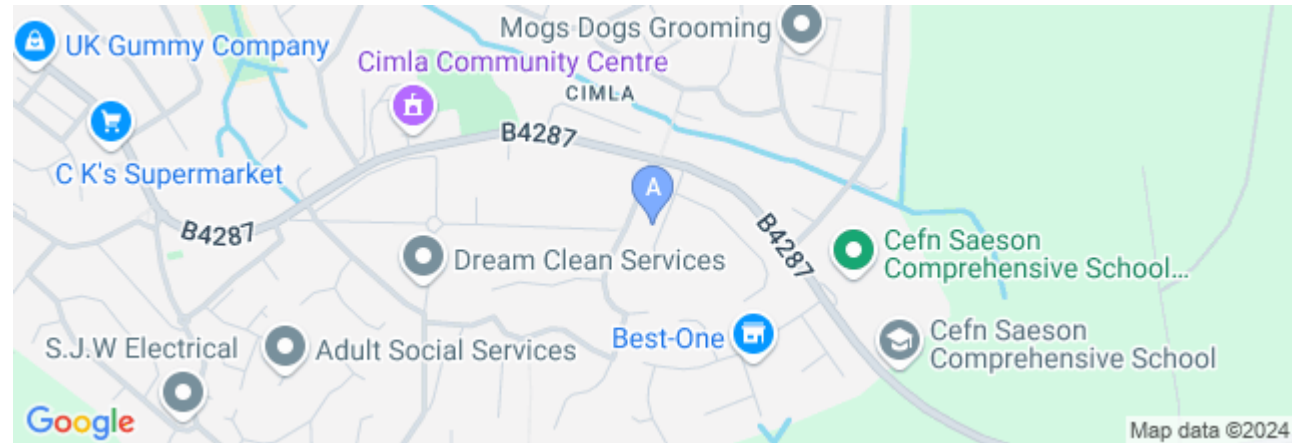 Mogs Dogs Grooming
UK Gummy Company
Cimla Community Centre
CIMLA
B4287
C K's Supermarket
A
B4287
B4287
Cefn Saeson
Comprehensive School...
Dream Clean Services
Best-One
Cefn Saeson
Comprehensive School
S.J.W Electrical
Adult Social Services
Google
Map data ©2024